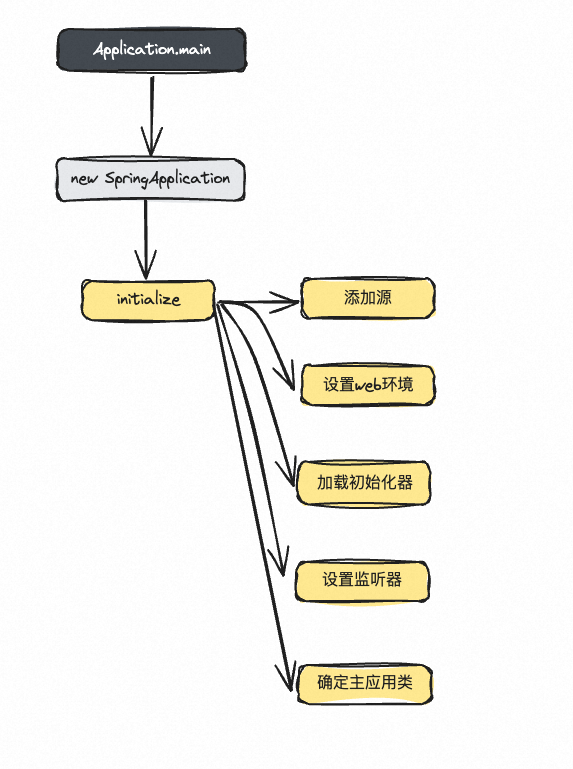 Application.main
new SpringApplication
initialize
添加源
设置web环境
加载初始化器
设置监听器
确定主应用类